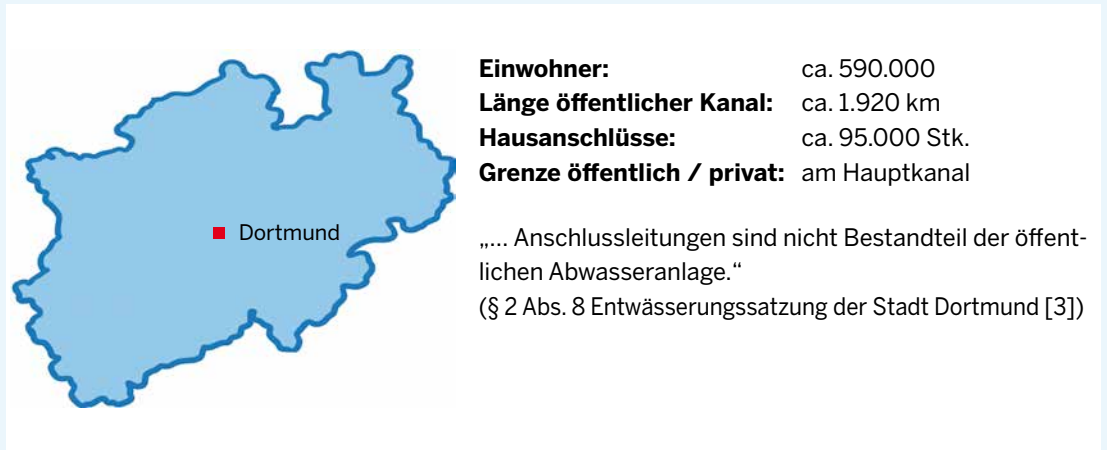 Einwohner: ca. 590.000
Länge öffentlicher Kanal: ca. 1.920 km
Hausanschlüsse: ca. 95.000 Stk.
Grenze öffentlich / privat: am Hauptkanal
Dortmund
„... Anschlussleitungen sind nicht Bestandteil der öffent-
lichen Abwasseranlage.“
(§ 2 Abs. 8 Entwässerungssatzung der Stadt Dortmund [3])